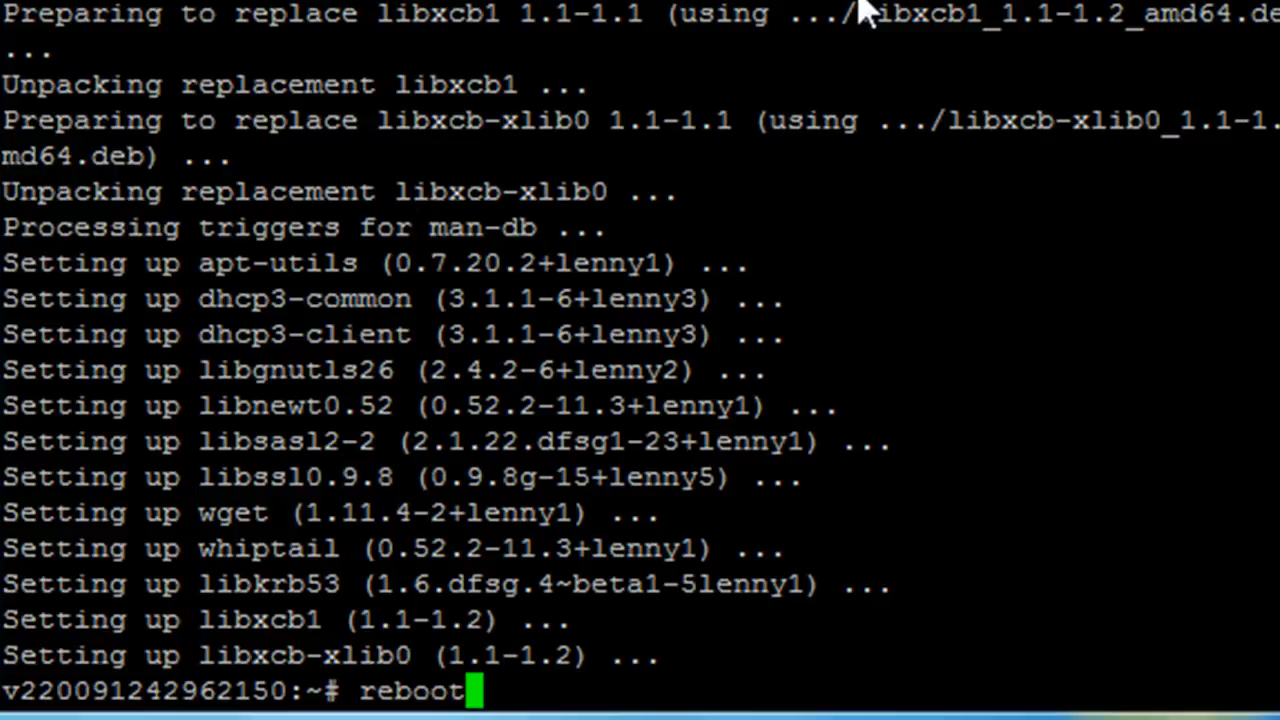 Preparing to replace libxcb1 1.1-1.1 (using .../libxcb1_1.1-1.2_amd64.de
...
Unpacking replacement libxcb1 ...
Preparing to replace libxcb-xlib0 1.1-1.1 (using .../libxcb-xlib0_1.1-1.
md64.deb) ...
Unpacking replacement libxcb-xlib0 ...
Processing triggers for man-db ...
Setting up apt-utils (0.7.20.2+lenny1) ...
Setting up dhcp3-common (3.1.1-6+lenny3) ...
Setting up dhcp3-client (3.1.1-6+lenny3) ...
Setting up libgnutls26 (2.4.2-6+lenny2) ...
Setting up libnewt0.52 (0.52.2-11.3+lenny1) ...
Setting up libsasl2-2 (2.1.22.dfsg1-23+lenny1) ...
Setting up libssl0.9.8 (0.9.8g-15+lenny5) ...
Setting up wget (1.11.4-2+lenny1) ...
Setting up whiptail (0.52.2-11.3+lenny1) ...
Setting up libkrb53 (1.6.dfsg.4~beta1-5lenny1) ...
Setting up libxcb1 (1.1-1.2) ...
Setting up libxcb-xlib0 (1.1-1.2) ...
v220091242962150:~# reboot